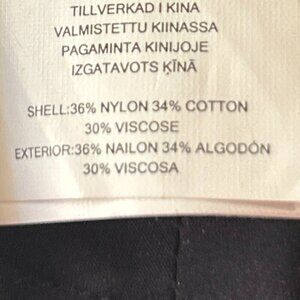 TILLVERKAD I KINA
VALMISTETTU KIINASSA
PAGAMINTA KINIJOJE
IZGATAVOTS ĶĪNĀ
SHELL:36% NYLON 34% COTTON
30% VISCOSE
EXTERIOR:36% NAILON 34% ALGODÓN
30% VISCOSA